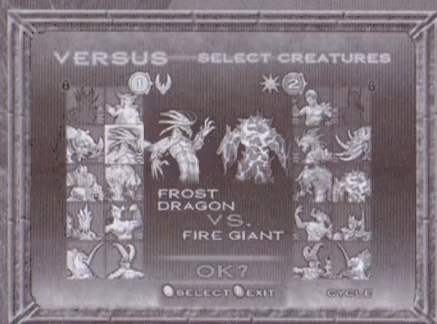 VERSUS SELECT CREATURES
1 2
FROST
DRAGON
VS.
FIRE GIANT
OK?
SELECT EXIT CYCLE